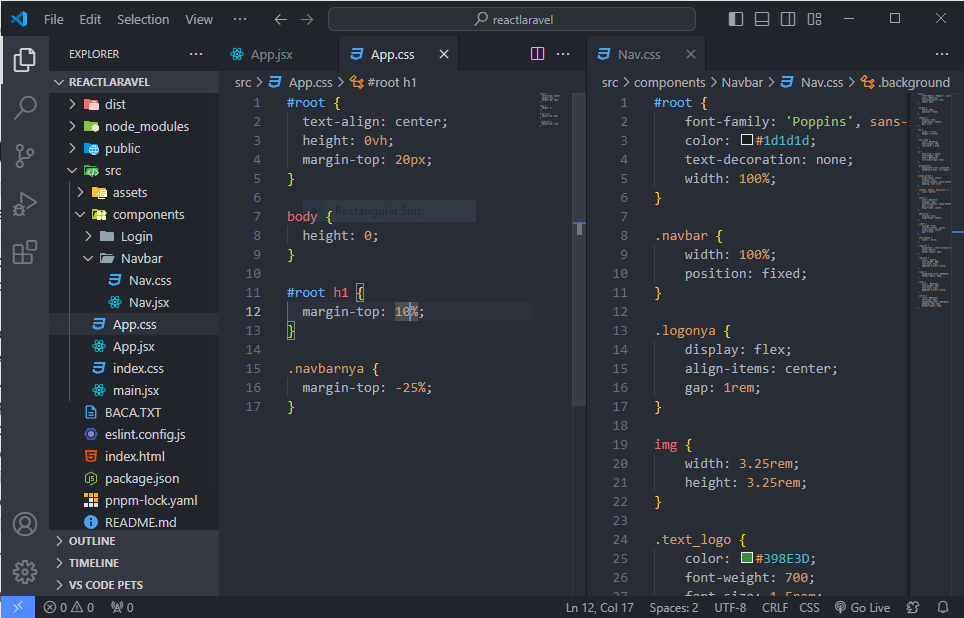 File Edit Selection View ··· reactlaravel
EXPLORER ···
REACTLARAVEL
dist
node_modules
public
src
assets
components
Login
Navbar
Nav.css
Nav.jsx
App.css
App.jsx
index.css
main.jsx
BACA.TXT
eslint.config.js
index.html
package.json
pnpm-lock.yaml
README.md
OUTLINE
TIMELINE
VS CODE PETS
App.jsx App.css ···
src > App.css > #root h1
1 #root {
2 text-align: center;
3 height: 0vh;
4 margin-top: 20px;
5 }
6
7 body {
8 height: 0;
9 }
10
11 #root h1 {
12 margin-top: 10%;
13 }
14
15 .navbarnya {
16 margin-top: -25%;
17 }
Rectangular Snip
Nav.css ···
src > components > Navbar > Nav.css > .background
1 #root {
2 font-family: 'Poppins', sans-
3 color: #1d1d1d;
4 text-decoration: none;
5 width: 100%;
6 }
7
8 .navbar {
9 width: 100%;
10 position: fixed;
11 }
12
13 .logonya {
14 display: flex;
15 align-items: center;
16 gap: 1rem;
17 }
18
19 img {
20 width: 3.25rem;
21 height: 3.25rem;
22 }
23
24 .text_logo {
25 color: #398E3D;
26 font-weight: 700;
27 font-size: 1.5rem;
0 0 0 Ln 12, Col 17 Spaces: 2 UTF-8 CRLF CSS Go Live